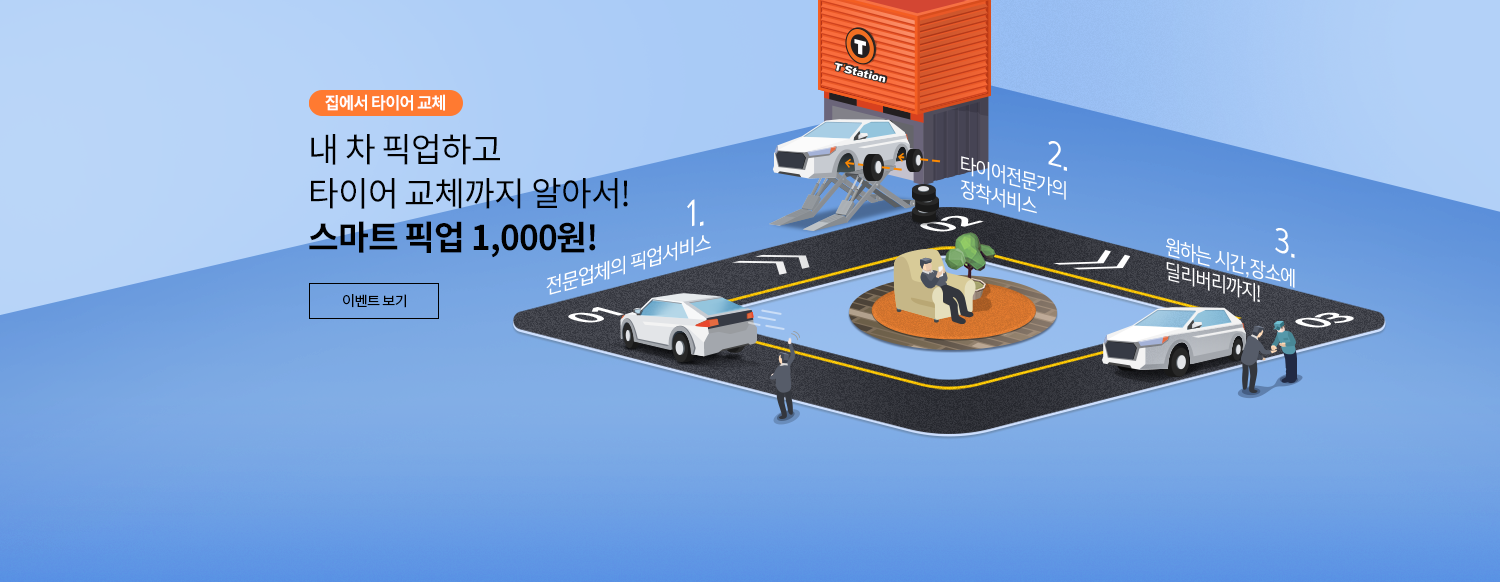 집에서 타이어 교체
내 차 픽업하고
타이어 교체까지 알아서!
스마트 픽업 1,000원!
이벤트 보기
T
T Station
1.
전문업체의 픽업서비스
2.
타이어전문가의
장착서비스
3.
원하는 시간,장소에
딜리버리까지!
01
02
03